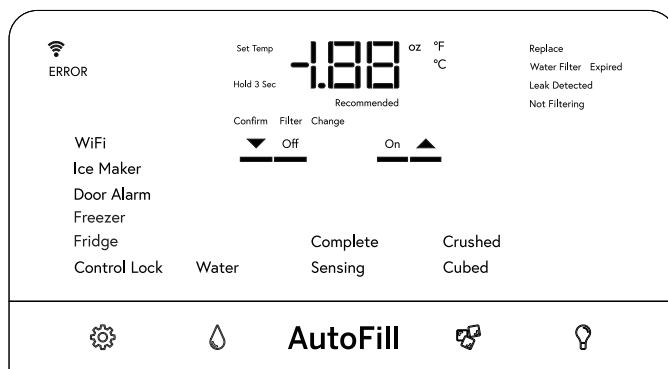 ERROR
Set Temp
Hold 3 Sec
-1.88
oz °F
°C
Recommended
Confirm Filter Change
Off
On
Replace
Water Filter Expired
Leak Detected
Not Filtering
WiFi
Ice Maker
Door Alarm
Freezer
Fridge
Control Lock
Water
Complete
Sensing
Crushed
Cubed
AutoFill